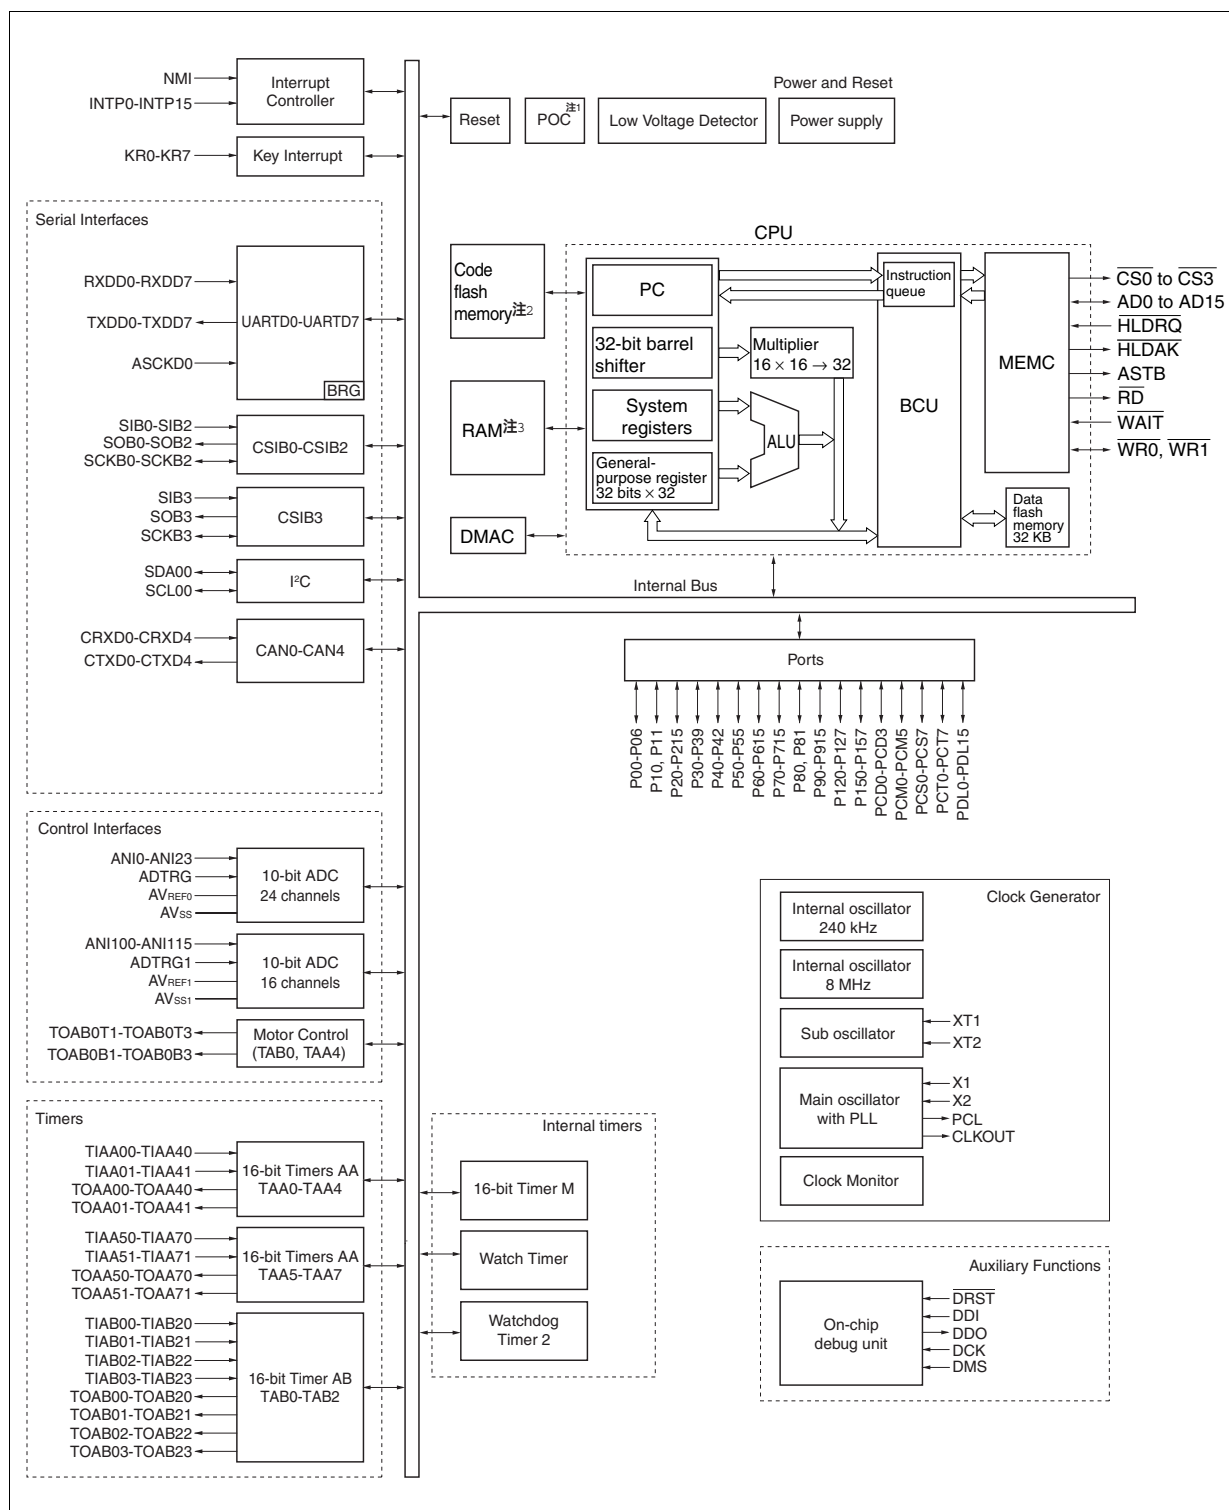 NMI
INTP0-INTP15
Interrupt
Controller
KR0-KR7
Key Interrupt
Power and Reset
Reset
POC注1
Low Voltage Detector
Power supply
Serial Interfaces
RXDD0-RXDD7
TXDD0-TXDD7
ASCKD0
UARTD0-UARTD7
BRG
SIB0-SIB2
SOB0-SOB2
SCKB0-SCKB2
CSIB0-CSIB2
SIB3
SOB3
SCKB3
CSIB3
SDA00
SCL00
I²C
CRXD0-CRXD4
CTXD0-CTXD4
CAN0-CAN4
Code
flash
memory注2
RAM注3
DMAC
CPU
PC
32-bit barrel
shifter
System
registers
General-
purpose register
32 bits × 32
Multiplier
16 × 16 → 32
ALU
Instruction
queue
BCU
MEMC
Data
flash
memory
32 KB
C̅S̅0̅ to C̅S̅3̅
AD0 to AD15
H̅L̅D̅R̅Q̅
H̅L̅D̅A̅K̅
ASTB
R̅D̅
W̅A̅I̅T̅
W̅R̅0̅, W̅R̅1̅
Internal Bus
Ports
P00-P06
P10, P11
P20-P215
P30-P39
P40-P42
P50-P55
P60-P615
P70-P715
P80, P81
P90-P915
P120-P127
P150-P157
PCD0-PCD3
PCM0-PCM5
PCS0-PCS7
PCT0-PCT7
PDL0-PDL15
Control Interfaces
ANI0-ANI23
ADTRG
AVREF0
AVSS
10-bit ADC
24 channels
ANI100-ANI115
ADTRG1
AVREF1
AVSS1
10-bit ADC
16 channels
TOAB0T1-TOAB0T3
TOAB0B1-TOAB0B3
Motor Control
(TAB0, TAA4)
Clock Generator
Internal oscillator
240 kHz
Internal oscillator
8 MHz
Sub oscillator
XT1
XT2
Main oscillator
with PLL
X1
X2
PCL
CLKOUT
Clock Monitor
Timers
TIAA00-TIAA40
TIAA01-TIAA41
TOAA00-TOAA40
TOAA01-TOAA41
16-bit Timers AA
TAA0-TAA4
TIAA50-TIAA70
TIAA51-TIAA71
TOAA50-TOAA70
TOAA51-TOAA71
16-bit Timers AA
TAA5-TAA7
TIAB00-TIAB20
TIAB01-TIAB21
TIAB02-TIAB22
TIAB03-TIAB23
TOAB00-TOAB20
TOAB01-TOAB21
TOAB02-TOAB22
TOAB03-TOAB23
16-bit Timer AB
TAB0-TAB2
Internal timers
16-bit Timer M
Watch Timer
Watchdog
Timer 2
Auxiliary Functions
On-chip
debug unit
D̅R̅S̅T̅
DDI
DDO
DCK
DMS